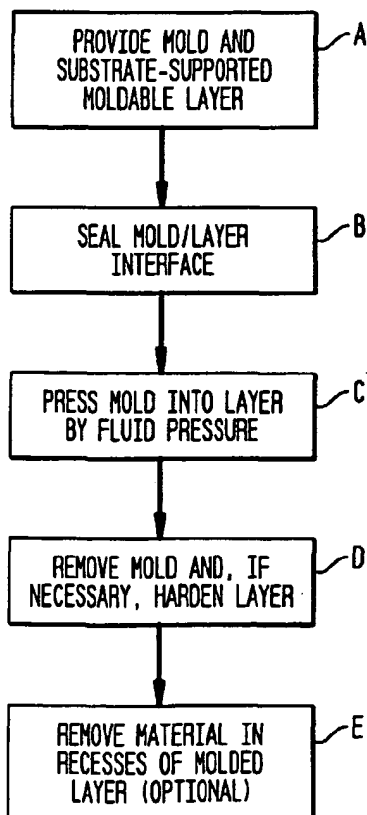 PROVIDE MOLD AND
SUBSTRATE-SUPPORTED
MOLDABLE LAYER
A
SEAL MOLD/LAYER
INTERFACE
B
PRESS MOLD INTO LAYER
BY FLUID PRESSURE
C
REMOVE MOLD AND, IF
NECESSARY, HARDEN LAYER
D
REMOVE MATERIAL IN
RECESSES OF MOLDED
LAYER (OPTIONAL)
E